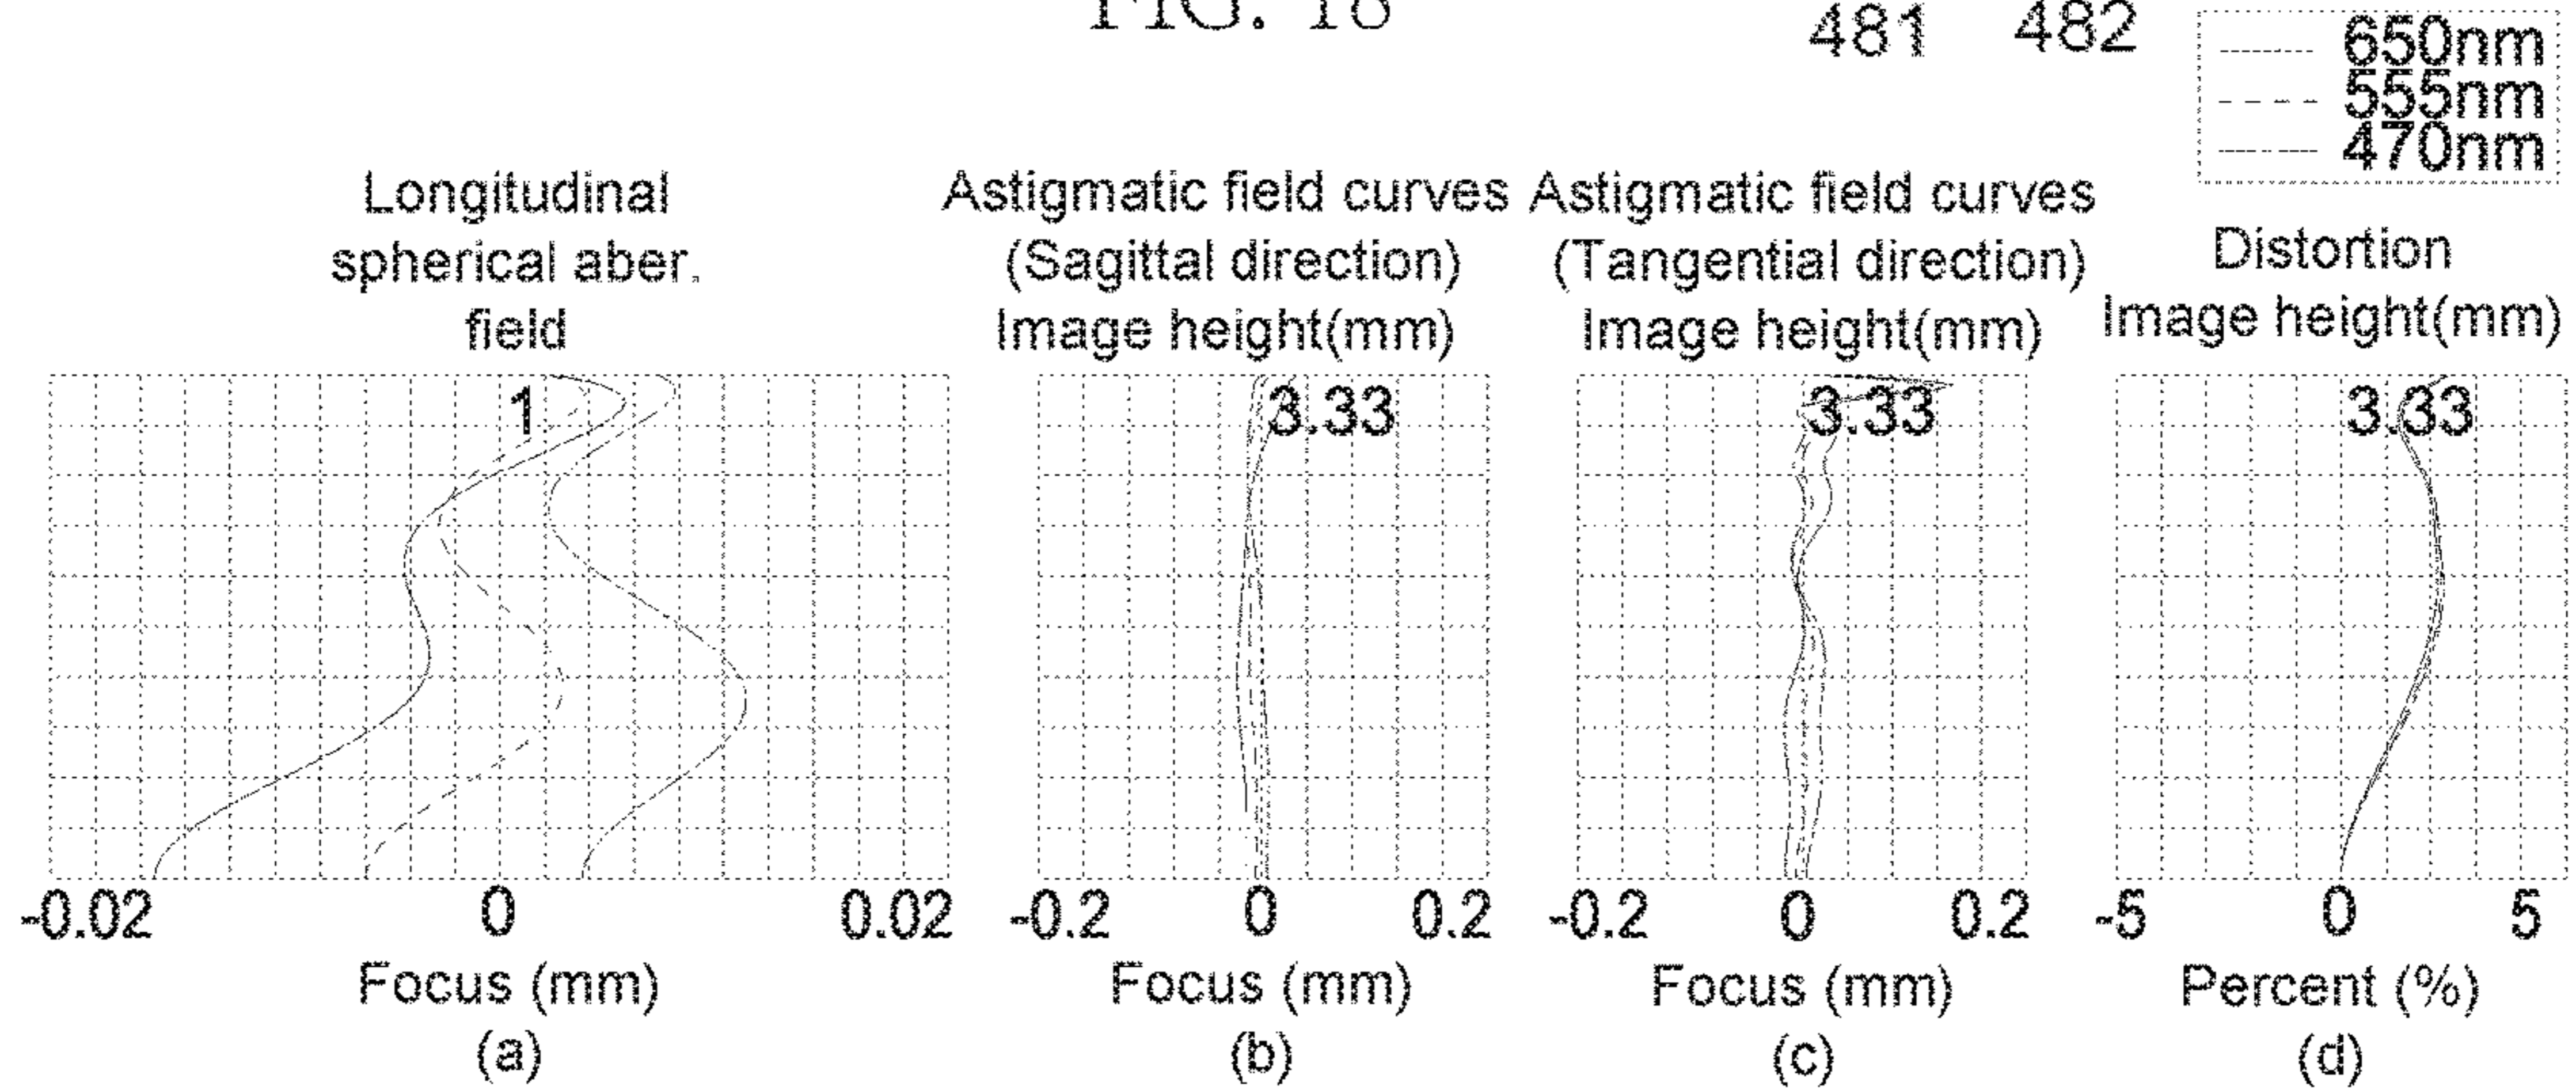 FIG. 18
481 482
650nm
555nm
470nm
Longitudinal
spherical aber.
field
Astigmatic field curves
(Sagittal direction)
Image height(mm)
Astigmatic field curves
(Tangential direction)
Image height(mm)
Distortion
Image height(mm)
1
3.33
3.33
3.33
-0.02 0 0.02
-0.2 0 0.2
-0.2 0 0.2
-5 0 5
Focus (mm)
Focus (mm)
Focus (mm)
Percent (%)
(a)
(b)
(c)
(d)